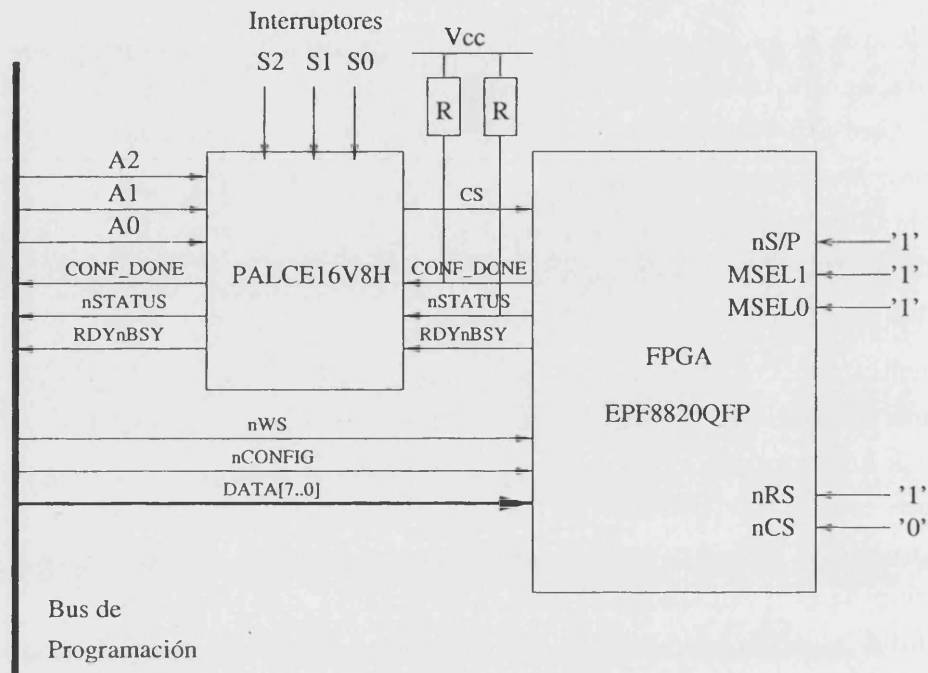 Interruptores
S2 S1 S0
Vcc
R R
A2
A1
A0
CS
CONF_DONE
nSTATUS
RDYnBSY
PALCE16V8H
CONF_DONE
nSTATUS
RDYnBSY
nS/P '1'
MSEL1 '1'
MSEL0 '1'
FPGA
EPF8820QFP
nWS
nCONFIG
DATA[7..0]
nRS '1'
nCS '0'
Bus de
Programación